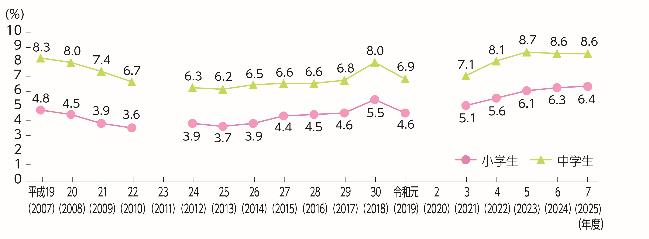 (%)
10
9
8
7
6
5
4
3
2
1
0
8.3 8.0 7.4 6.7 6.3 6.2 6.5 6.6 6.6 6.8 8.0 6.9 7.1 8.1 8.7 8.6 8.6
4.8 4.5 3.9 3.6 3.9 3.7 3.9 4.4 4.5 4.6 5.5 4.6 5.1 5.6 6.1 6.3 6.4
小学生 中学生
平成19 20 21 22 23 24 25 26 27 28 29 30 令和元 2 3 4 5 6 7
(2007) (2008) (2009) (2010) (2011) (2012) (2013) (2014) (2015) (2016) (2017) (2018) (2019) (2020) (2021) (2022) (2023) (2024) (2025)
(年度)